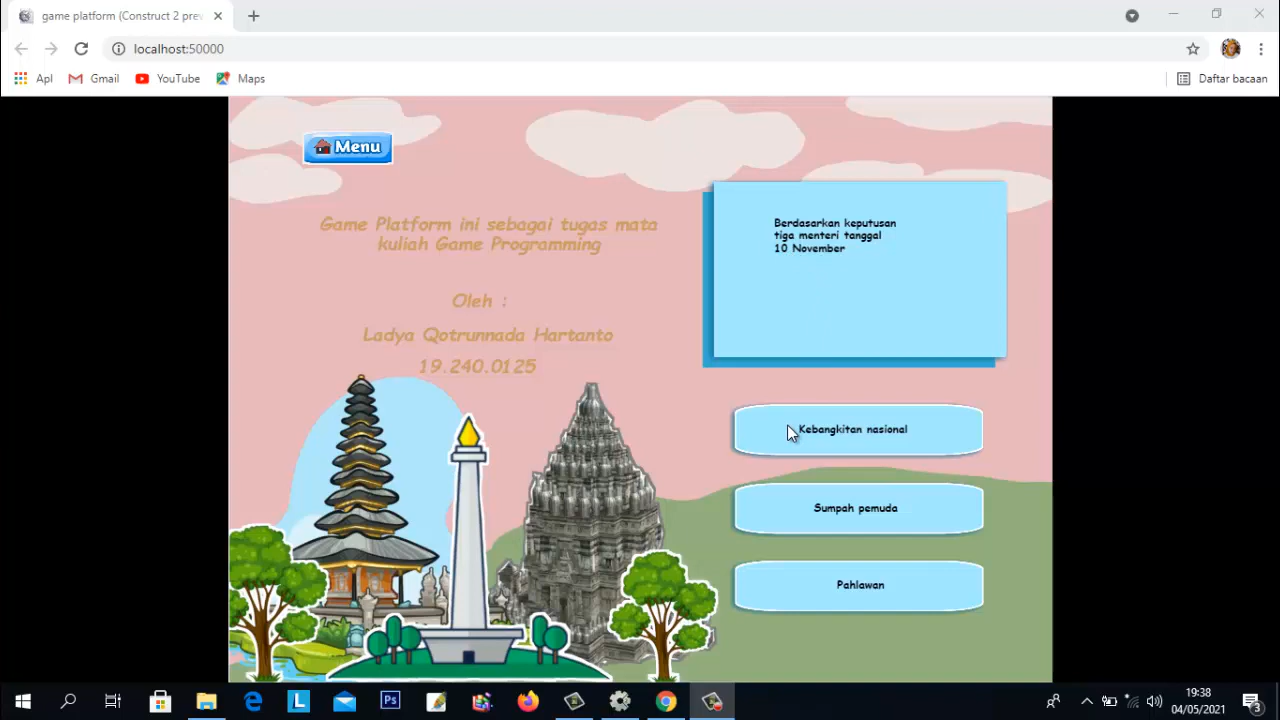 game platform (Construct 2 prev
localhost:50000
Apl
Gmail
YouTube
Maps
Daftar bacaan
Menu
Game Platform ini sebagai tugas mata
kuliah Game Programming
Oleh :
Ladya Qotrunnada Hartanto
19.240.0125
Berdasarkan keputusan
tiga menteri tanggal
10 November
Kebangkitan nasional
Sumpah pemuda
Pahlawan
L
Ps
19:38
04/05/2021
3